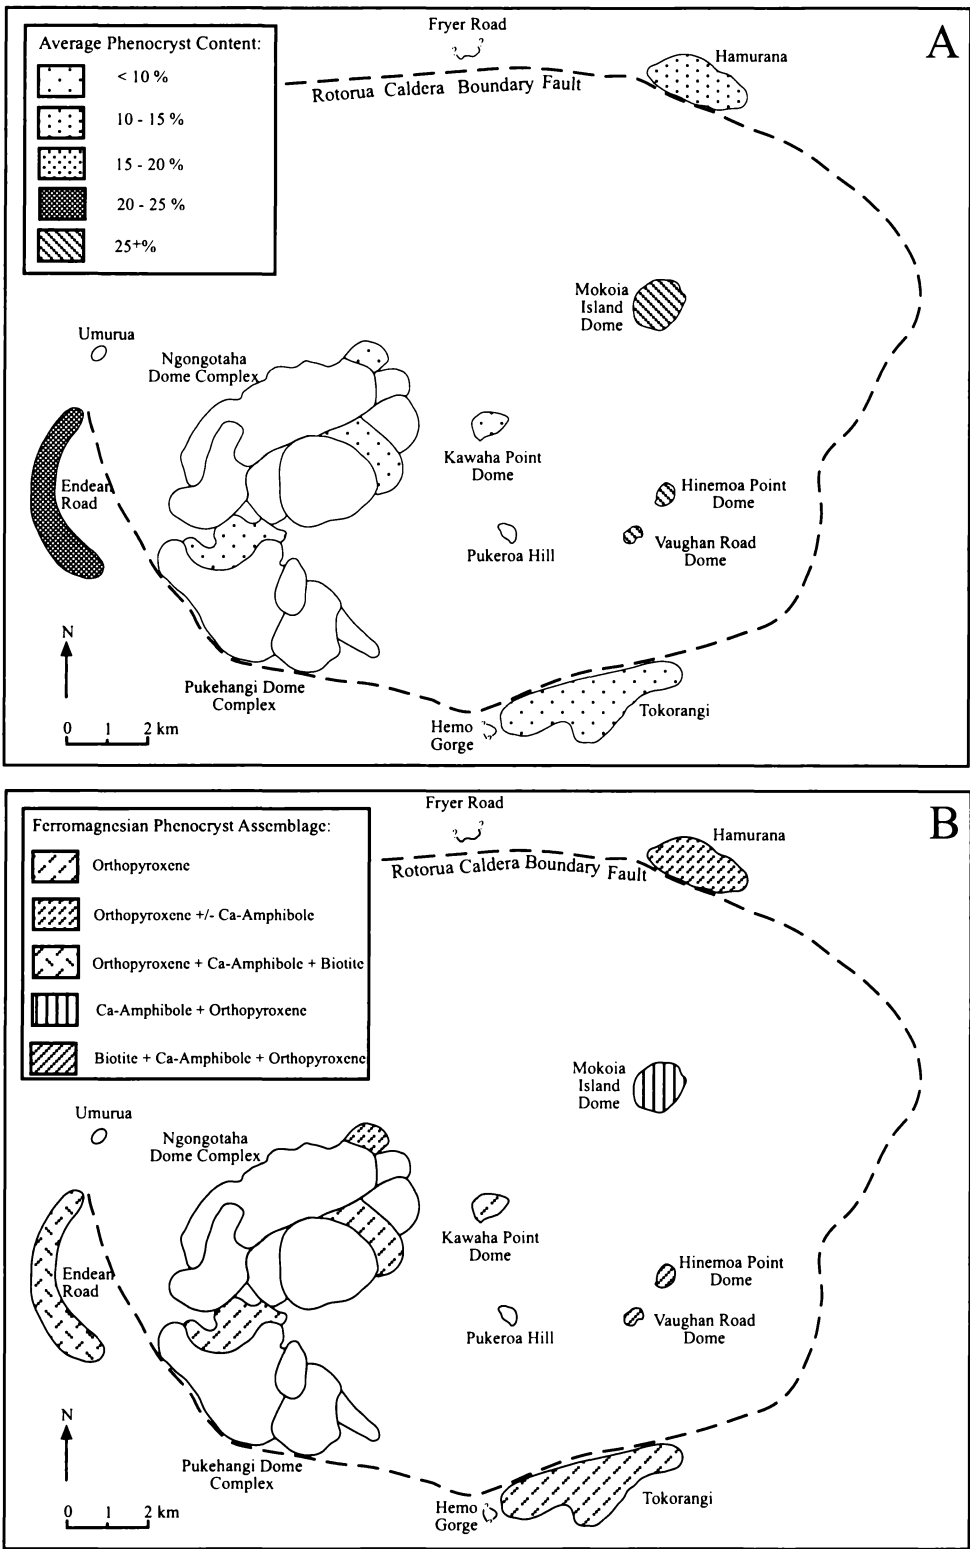 A
Fryer Road
? ?
Hamurana
Average Phenocryst Content:
< 10 %
10 - 15 %
15 - 20 %
20 - 25 %
25+%
Rotorua Caldera Boundary Fault
Mokoia
Island
Dome
Umurua
Ngongotaha
Dome Complex
Kawaha Point
Dome
Endean
Road
Hinemoa Point
Dome
Pukeroa Hill
Vaughan Road
Dome
N
Pukehangi Dome
Complex
Tokorangi
Hemo
Gorge
?
0 1 2 km
B
Fryer Road
? ?
Hamurana
Ferromagnesian Phenocryst Assemblage:
Orthopyroxene
Orthopyroxene +/- Ca-Amphibole
Orthopyroxene + Ca-Amphibole + Biotite
Ca-Amphibole + Orthopyroxene
Biotite + Ca-Amphibole + Orthopyroxene
Rotorua Caldera Boundary Fault
Mokoia
Island
Dome
Umurua
Ngongotaha
Dome Complex
Kawaha Point
Dome
Endean
Road
Hinemoa Point
Dome
Pukeroa Hill
Vaughan Road
Dome
N
Pukehangi Dome
Complex
Tokorangi
Hemo
Gorge
?
0 1 2 km